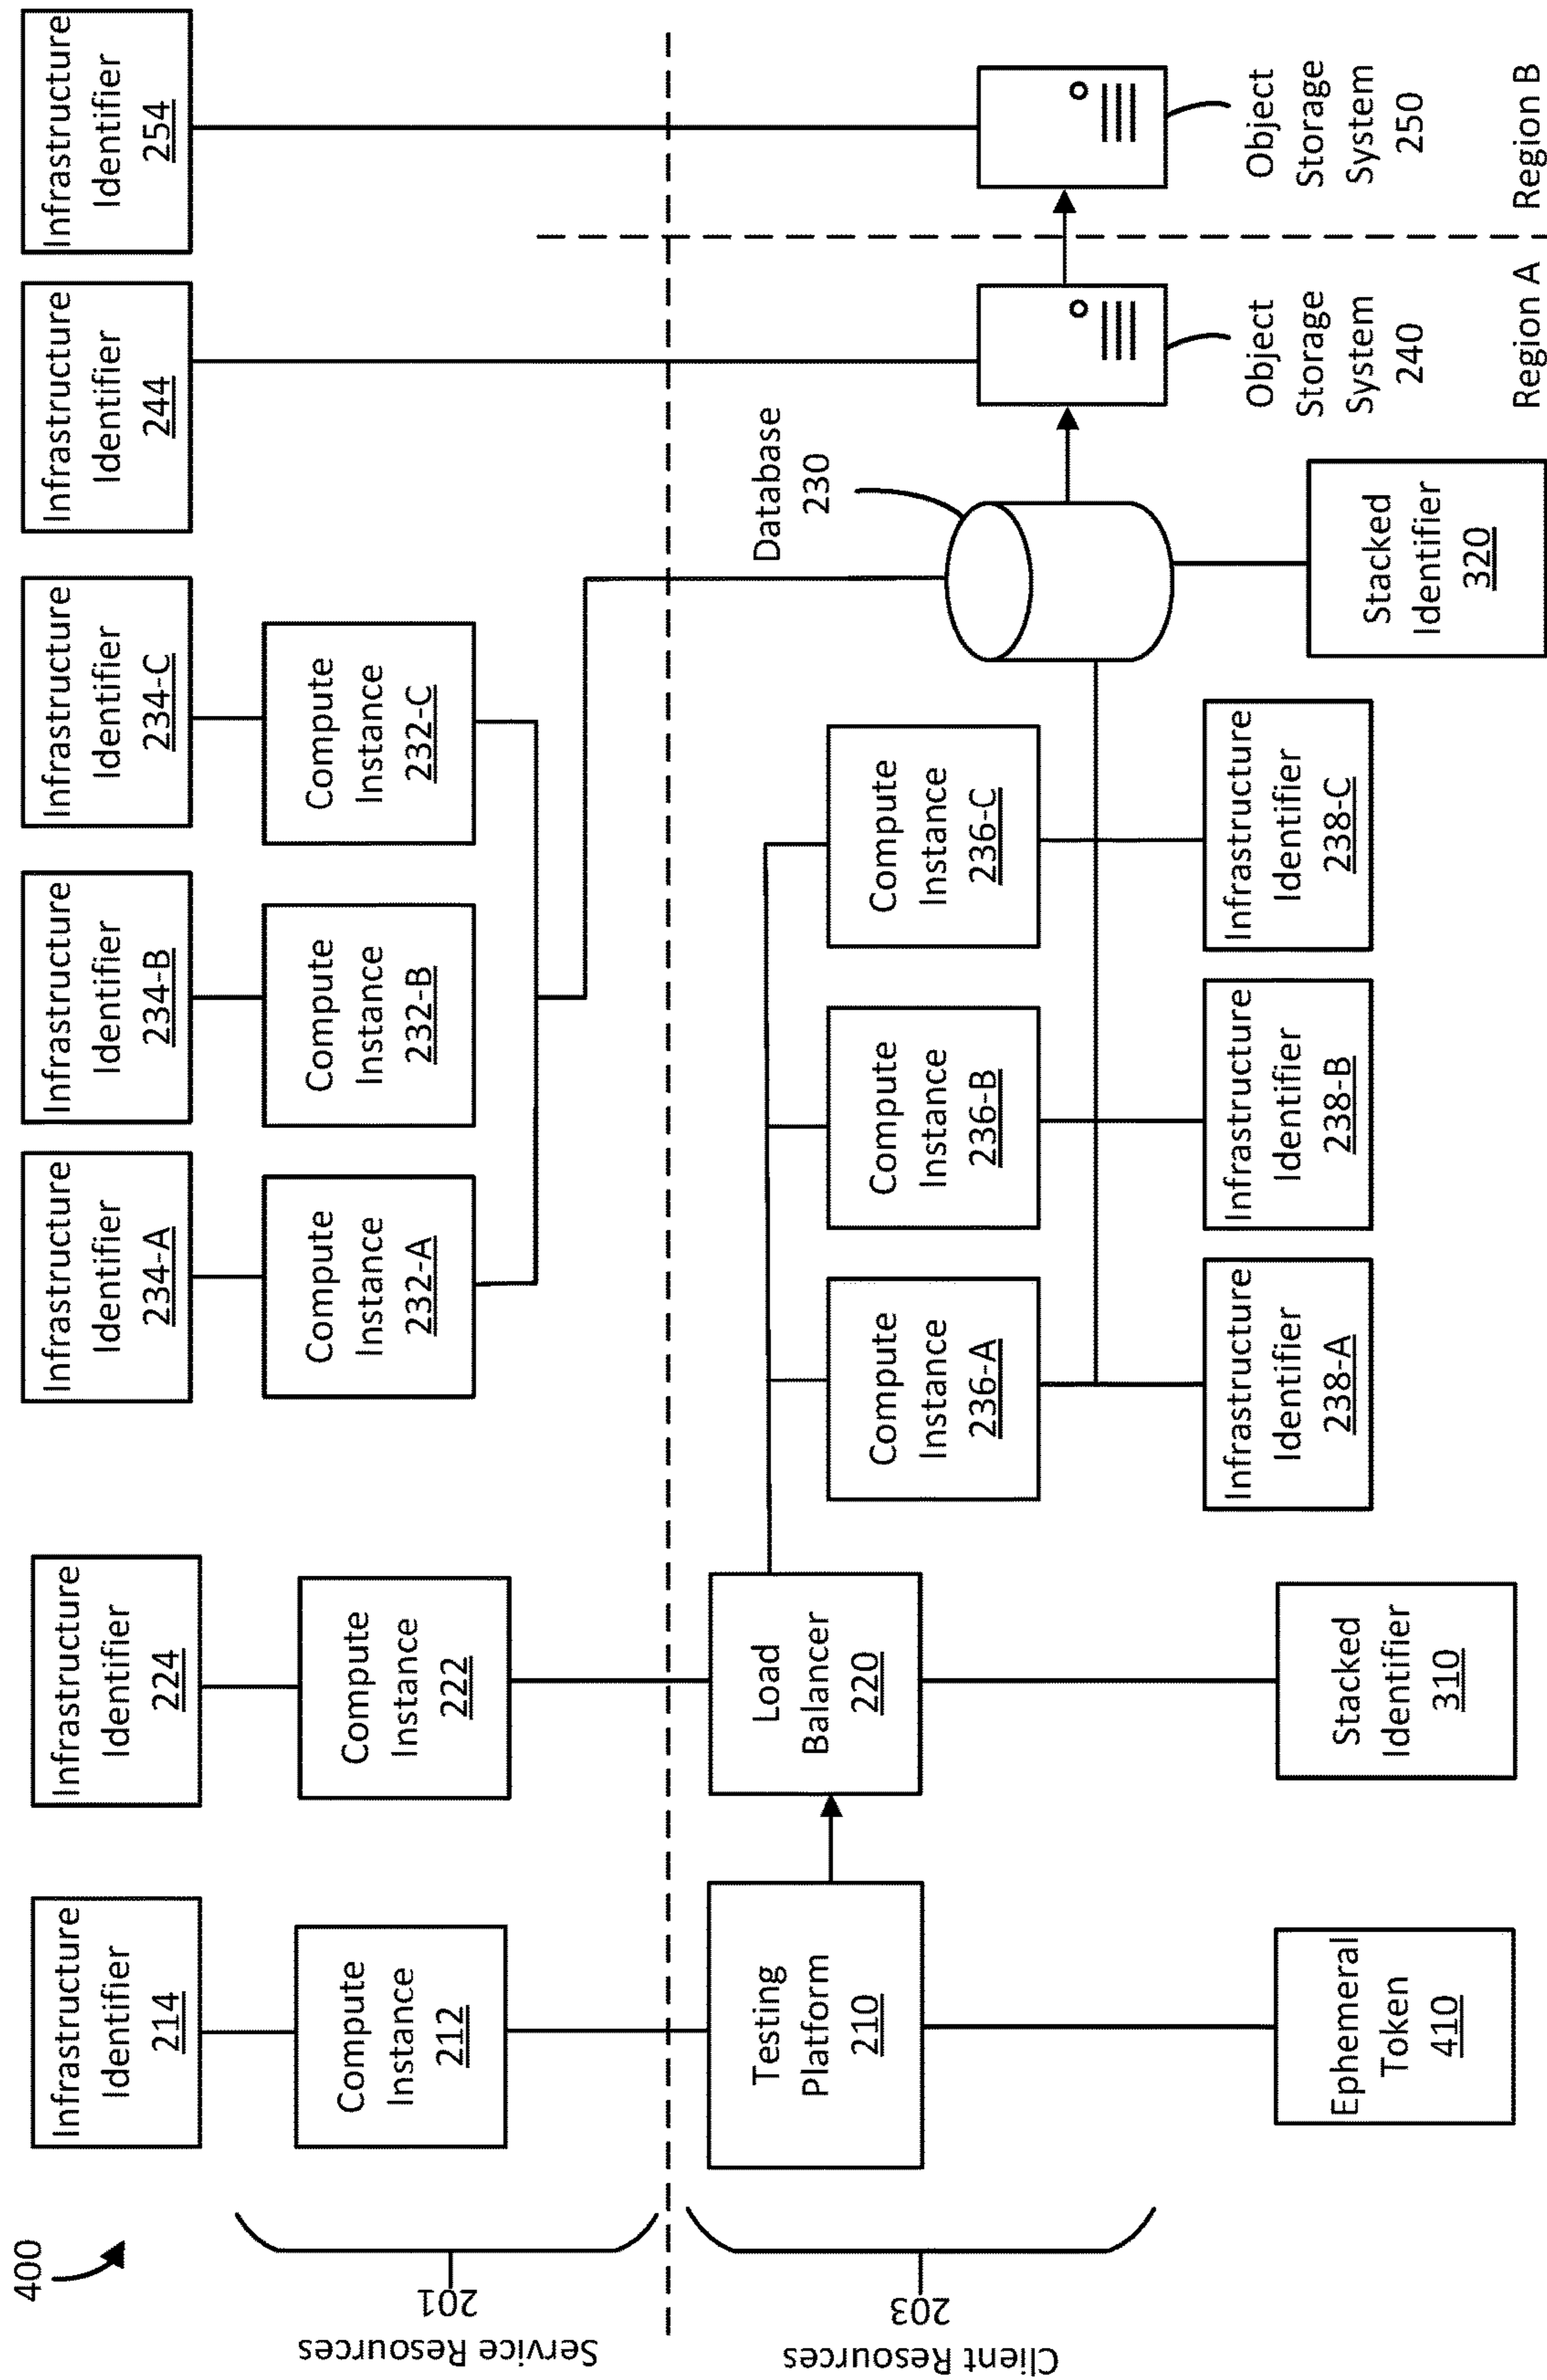 400
Infrastructure
Identifier
214
Infrastructure
Identifier
224
Infrastructure
Identifier
234-A
Infrastructure
Identifier
234-B
Infrastructure
Identifier
234-C
Infrastructure
Identifier
244
Infrastructure
Identifier
254
Service Resources
201
Compute
Instance
212
Compute
Instance
222
Compute
Instance
232-A
Compute
Instance
232-B
Compute
Instance
232-C
Client Resources
203
Testing
Platform
210
Load
Balancer
220
Compute
Instance
236-A
Compute
Instance
236-B
Compute
Instance
236-C
Database
230
Object
Storage
System
240
Object
Storage
System
250
Ephemeral
Token
410
Stacked
Identifier
310
Infrastructure
Identifier
238-A
Infrastructure
Identifier
238-B
Infrastructure
Identifier
238-C
Stacked
Identifier
320
Region A
Region B